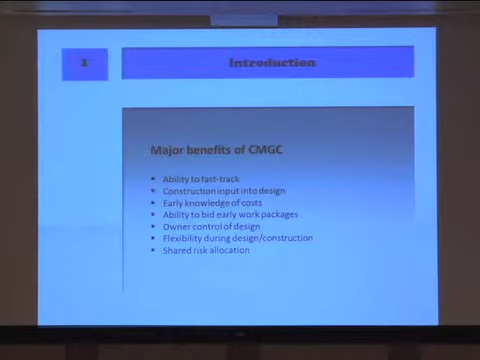 1
Introduction
Major benefits of CMGC
▪ Ability to fast-track
▪ Construction input into design
▪ Early knowledge of costs
▪ Ability to bid early work packages
▪ Owner control of design
▪ Flexibility during design/construction
▪ Shared risk allocation